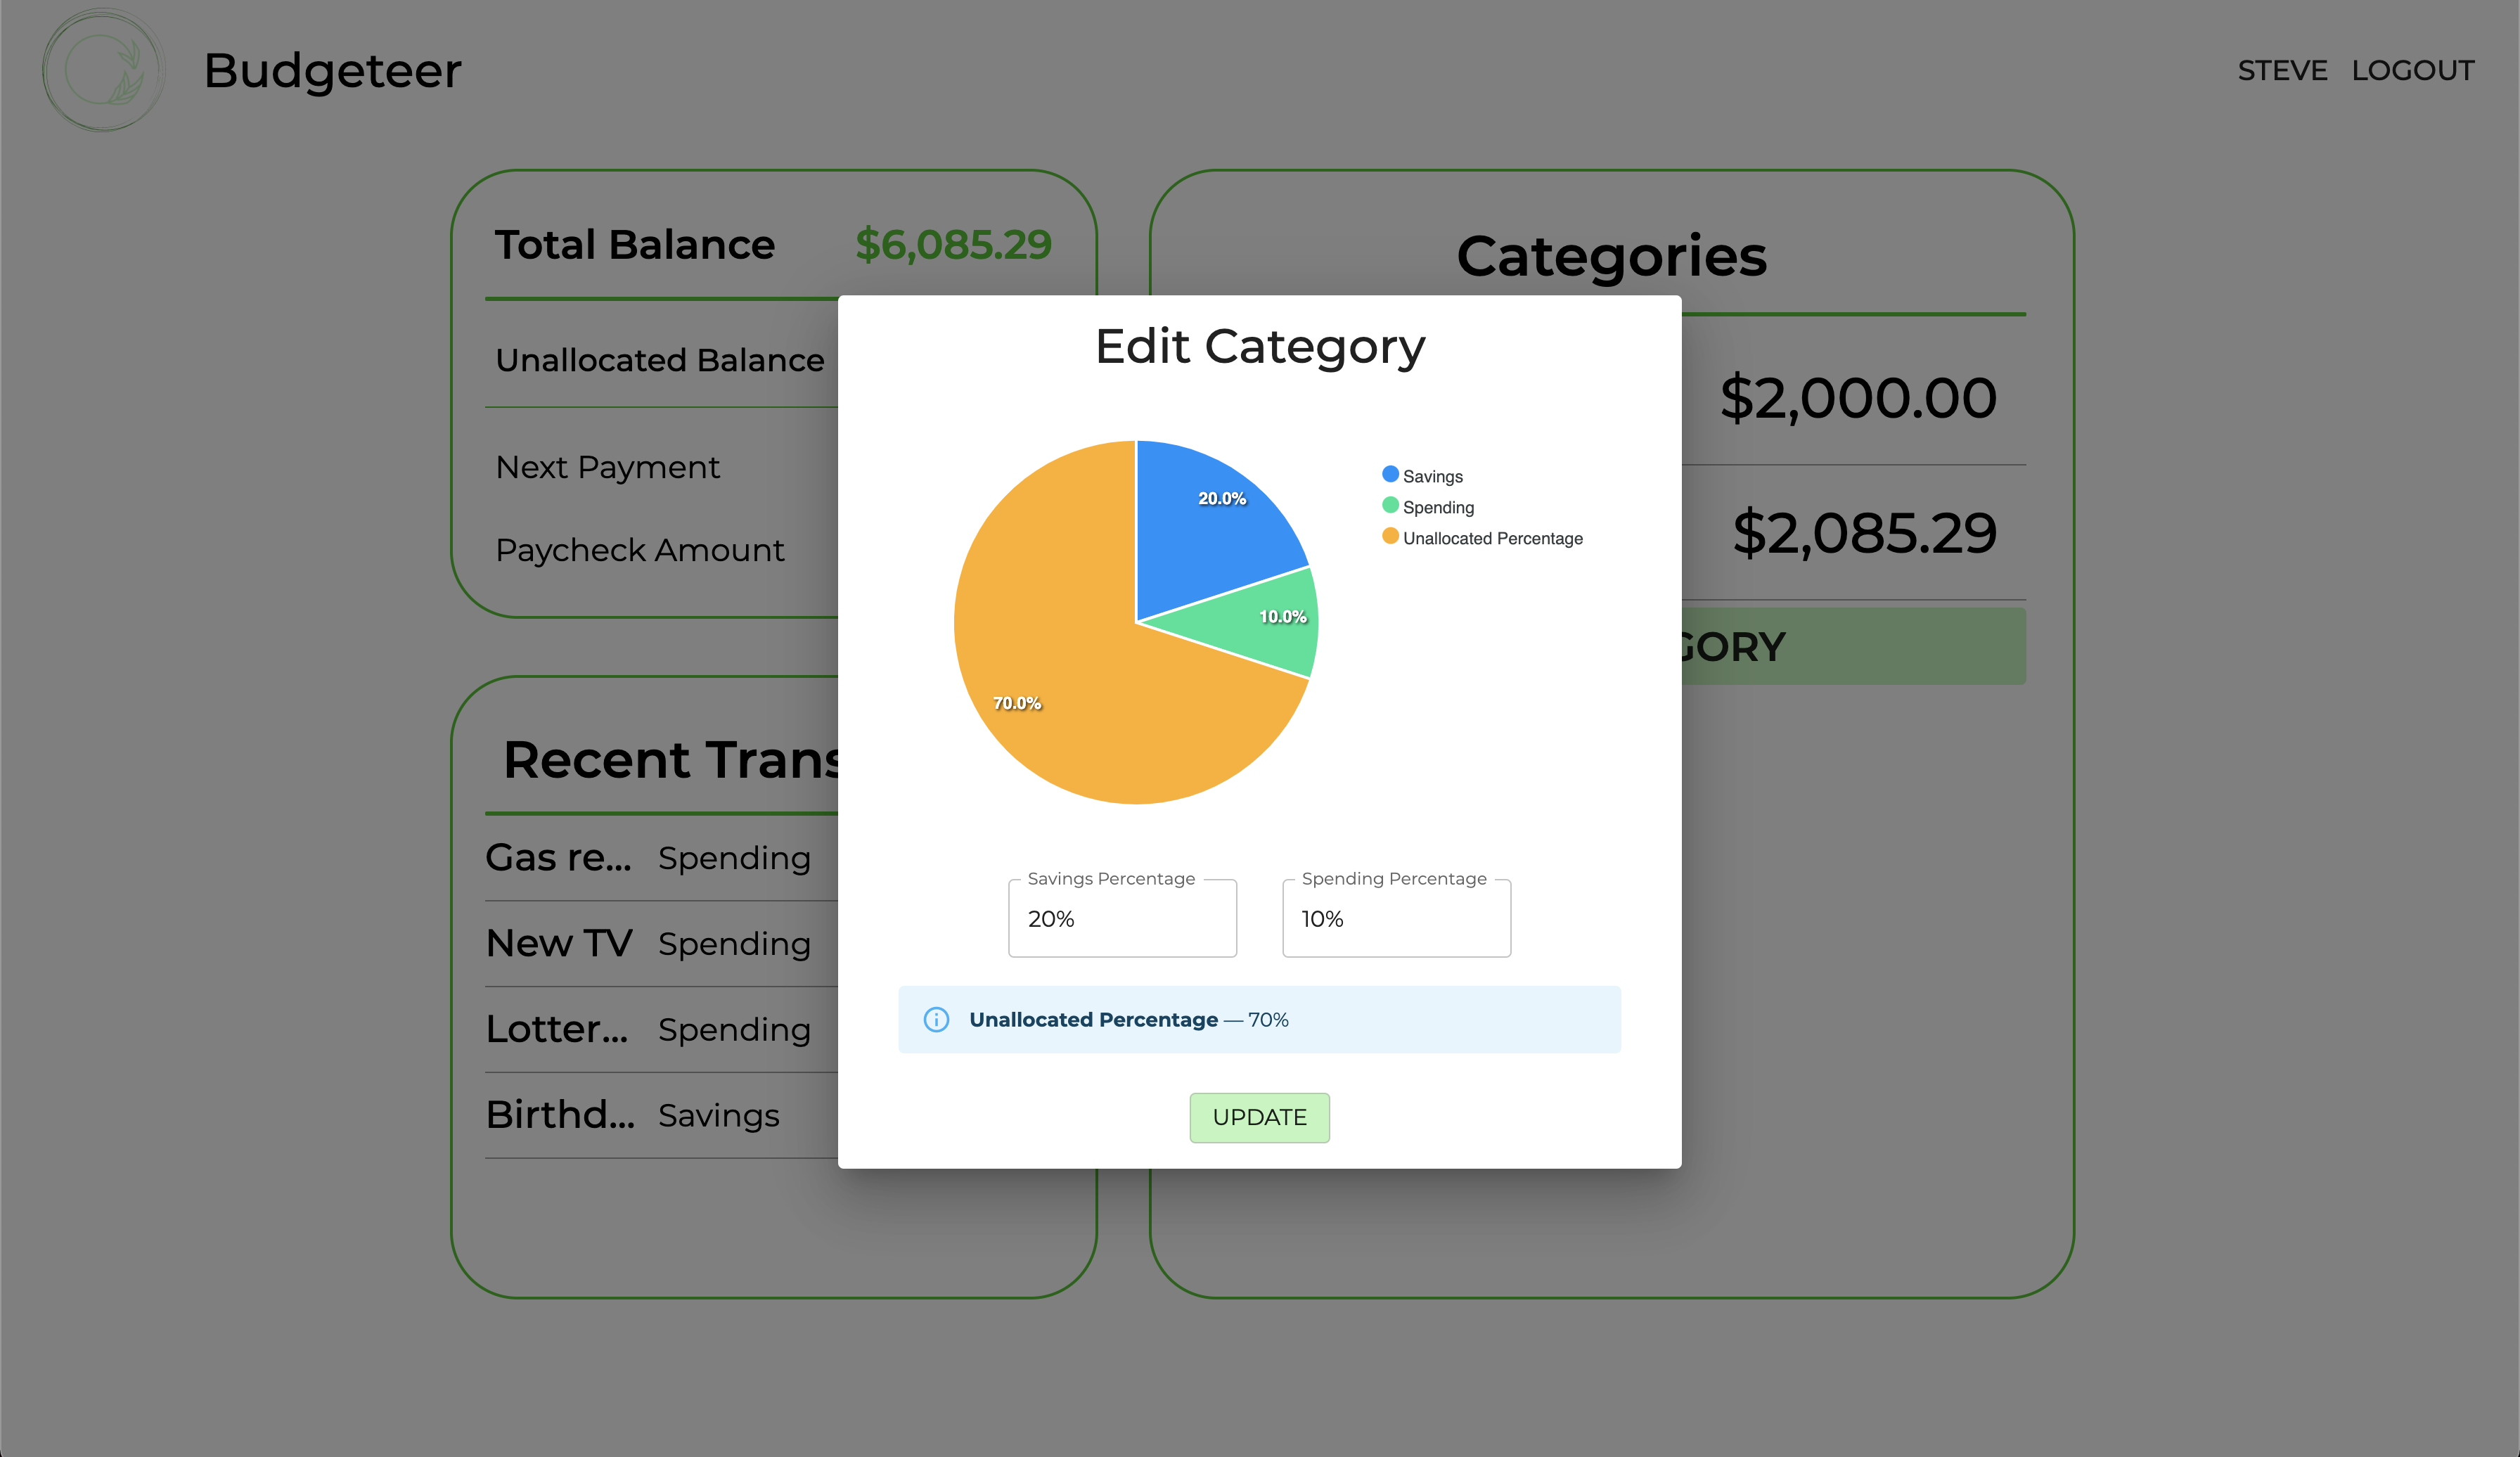 Budgeteer
STEVE LOGOUT
Total Balance $6,085.29
Unallocated Balance
Next Payment
Paycheck Amount
Recent Trans
Gas re... Spending
New TV Spending
Lotter... Spending
Birthd... Savings
Categories
$2,000.00
$2,085.29
GORY
Edit Category
20.0%
10.0%
70.0%
Savings
Spending
Unallocated Percentage
Savings Percentage
20%
Spending Percentage
10%
Unallocated Percentage — 70%
UPDATE